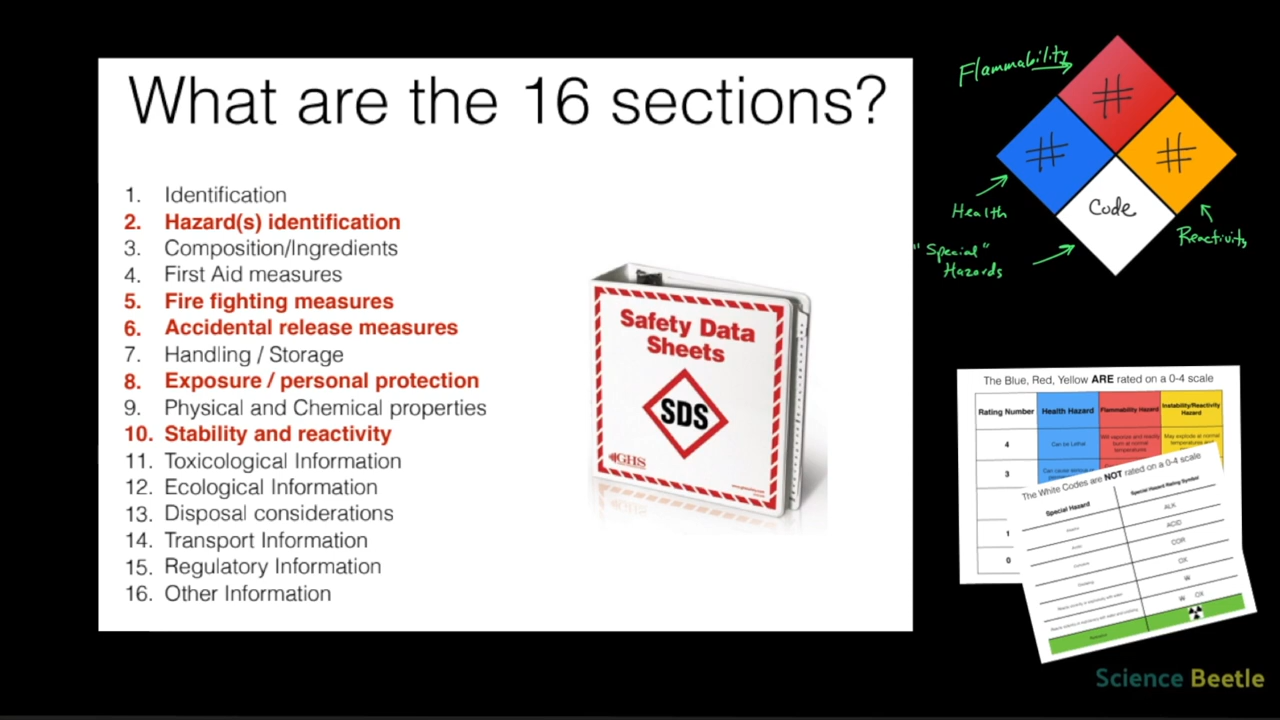 What are the 16 sections?
1. Identification
2. Hazard(s) identification
3. Composition/Ingredients
4. First Aid measures
5. Fire fighting measures
6. Accidental release measures
7. Handling / Storage
8. Exposure / personal protection
9. Physical and Chemical properties
10. Stability and reactivity
11. Toxicological Information
12. Ecological Information
13. Disposal considerations
14. Transport Information
15. Regulatory Information
16. Other Information
Safety Data
Sheets
SDS
GHS
Flammability
#
#
#
Code
Health
"Special"
Hazards
Reactivity
The Blue, Red, Yellow ARE rated on a 0-4 scale
Rating Number
Health Hazard
Flammability Hazard
Instability/Reactivity
Hazard
4
Can be Lethal
3
1
0
The White Codes are NOT rated on a 0-4 scale
Special Hazard
Special Hazard Rating Symbol
ALK
ACID
COR
OX
W
W OX
Science Beetle